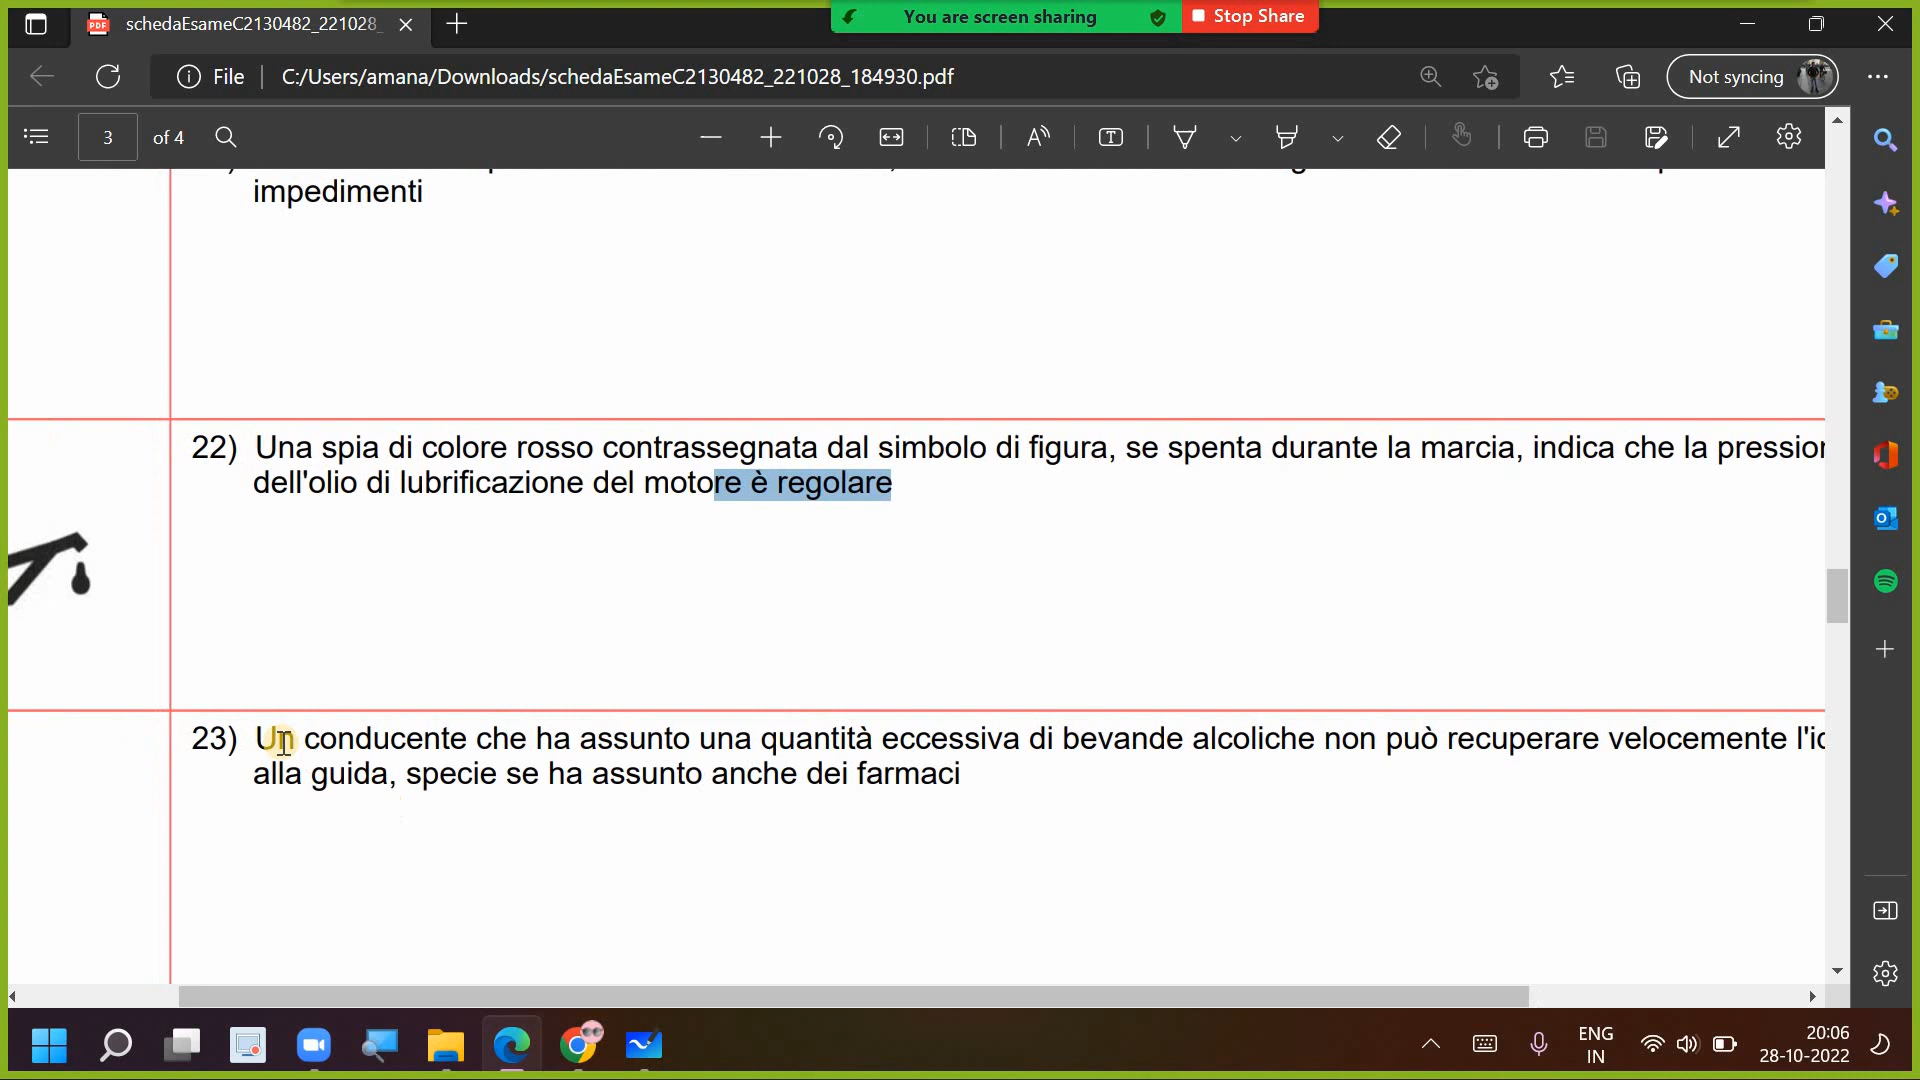 schedaEsameC2130482_221028_
You are screen sharing
Stop Share
File
C:/Users/amana/Downloads/schedaEsameC2130482_221028_184930.pdf
Not syncing
3 of 4
impedimenti
22) Una spia di colore rosso contrassegnata dal simbolo di figura, se spenta durante la marcia, indica che la
dell'olio di lubrificazione del motore è regolare
23) Un conducente che ha assunto una quantità eccessiva di bevande alcoliche non può recuperare velocemente
alla guida, specie se ha assunto anche dei farmaci
ENG
IN
20:06
28-10-2022